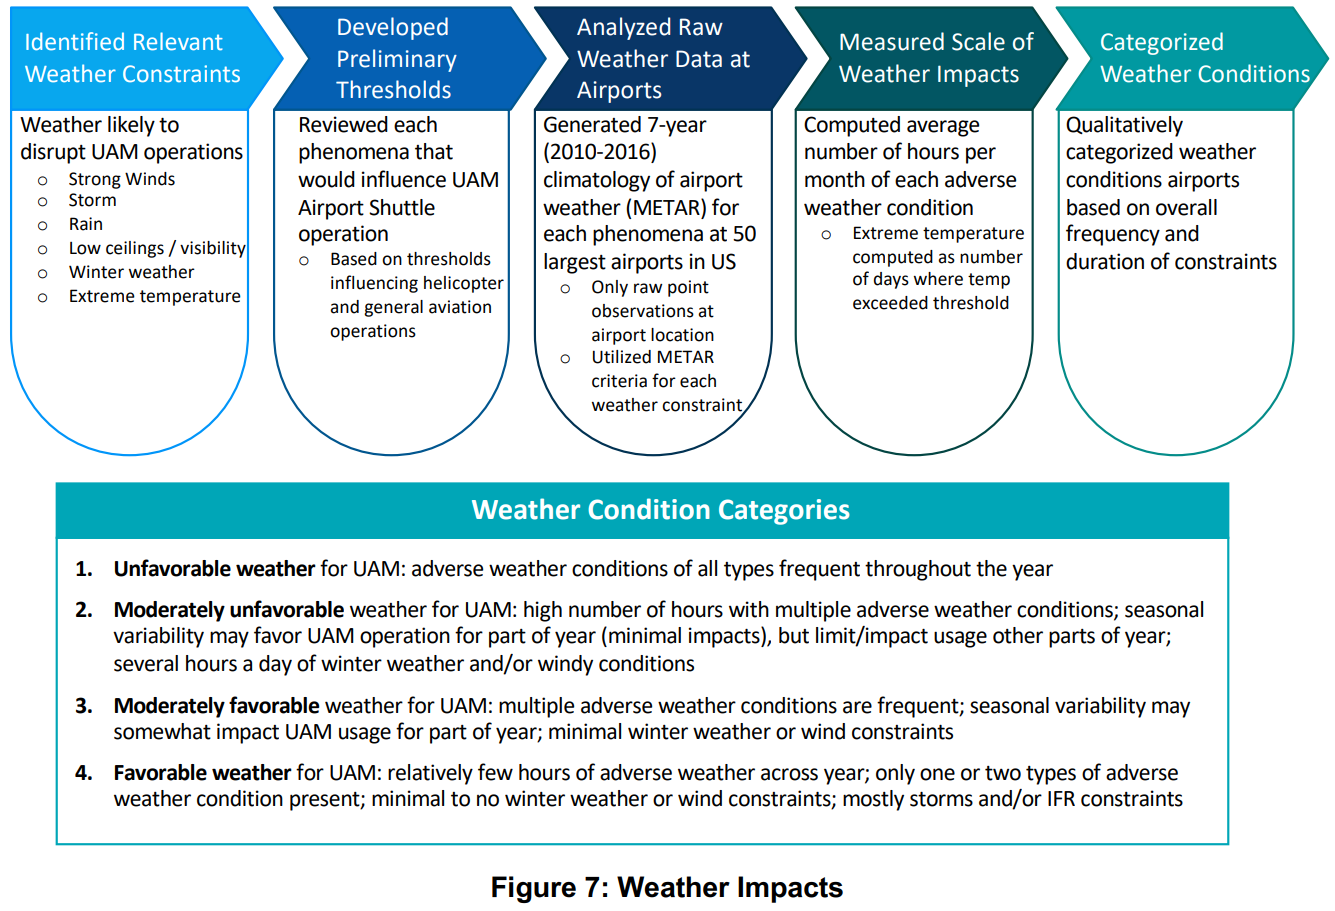 Identified Relevant
Weather Constraints
Weather likely to
disrupt UAM operations
o Strong Winds
o Storm
o Rain
o Low ceilings / visibility
o Winter weather
o Extreme temperature
Developed
Preliminary
Thresholds
Reviewed each
phenomena that
would influence UAM
Airport Shuttle
operation
o Based on thresholds
influencing helicopter
and general aviation
operations
Analyzed Raw
Weather Data at
Airports
Generated 7-year
(2010-2016)
climatology of airport
weather (METAR) for
each phenomena at 50
largest airports in US
o Only raw point
observations at
airport location
o Utilized METAR
criteria for each
weather constraint
Measured Scale of
Weather Impacts
Computed average
number of hours per
month of each adverse
weather condition
o Extreme temperature
computed as number
of days where temp
exceeded threshold
Categorized
Weather Conditions
Qualitatively
categorized weather
conditions airports
based on overall
frequency and
duration of constraints
Weather Condition Categories
1. Unfavorable weather for UAM: adverse weather conditions of all types frequent throughout the year
2. Moderately unfavorable weather for UAM: high number of hours with multiple adverse weather conditions; seasonal
variability may favor UAM operation for part of year (minimal impacts), but limit/impact usage other parts of year;
several hours a day of winter weather and/or windy conditions
3. Moderately favorable weather for UAM: multiple adverse weather conditions are frequent; seasonal variability may
somewhat impact UAM usage for part of year; minimal winter weather or wind constraints
4. Favorable weather for UAM: relatively few hours of adverse weather across year; only one or two types of adverse
weather condition present; minimal to no winter weather or wind constraints; mostly storms and/or IFR constraints
Figure 7: Weather Impacts